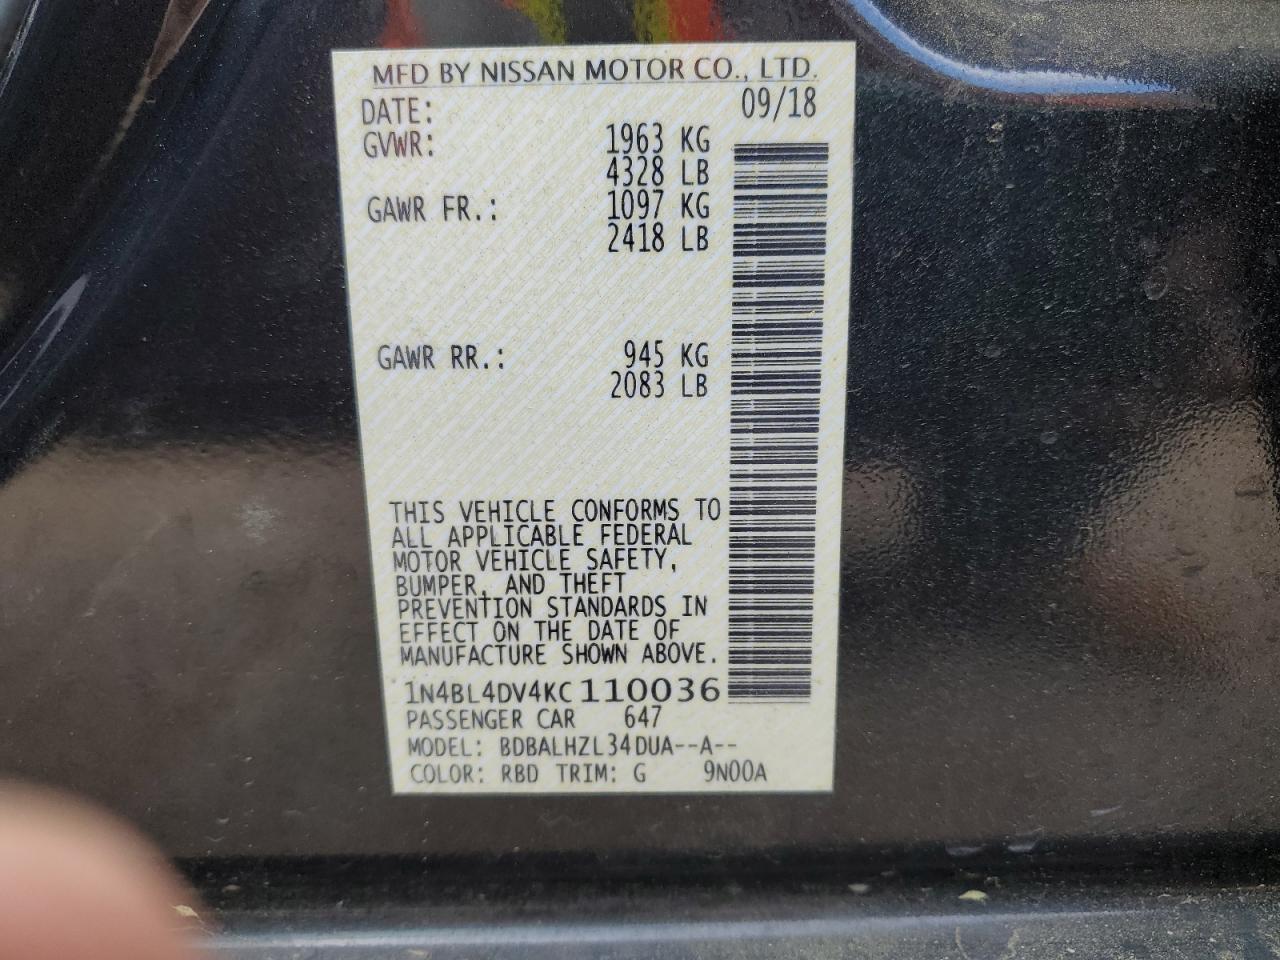 MFD BY NISSAN MOTOR CO., LTD.
DATE: 09/18
GVWR: 1963 KG
4328 LB
GAWR FR.: 1097 KG
2418 LB
GAWR RR.: 945 KG
2083 LB
THIS VEHICLE CONFORMS TO
ALL APPLICABLE FEDERAL
MOTOR VEHICLE SAFETY,
BUMPER, AND THEFT
PREVENTION STANDARDS IN
EFFECT ON THE DATE OF
MANUFACTURE SHOWN ABOVE.
1N4BL4DV4KC110036
PASSENGER CAR 647
MODEL: BDBALHZL34DUA--A--
COLOR: RBD TRIM: G 9N00A